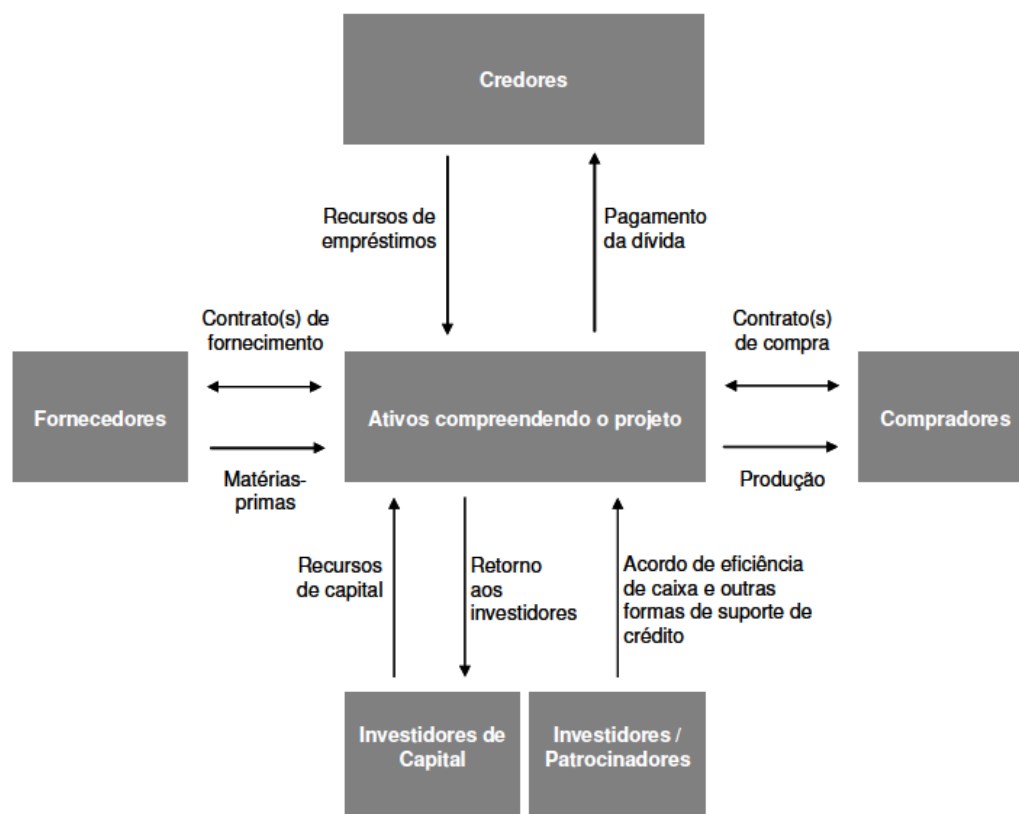 Credores
Recursos de
empréstimos
Pagamento
da dívida
Contrato(s) de
fornecimento
Contrato(s)
de compra
Fornecedores
Ativos compreendendo o projeto
Compradores
Matérias-
primas
Produção
Recursos
de capital
Retorno
aos
investidores
Acordo de eficiência
de caixa e outras
formas de suporte de
crédito
Investidores de
Capital
Investidores /
Patrocinadores